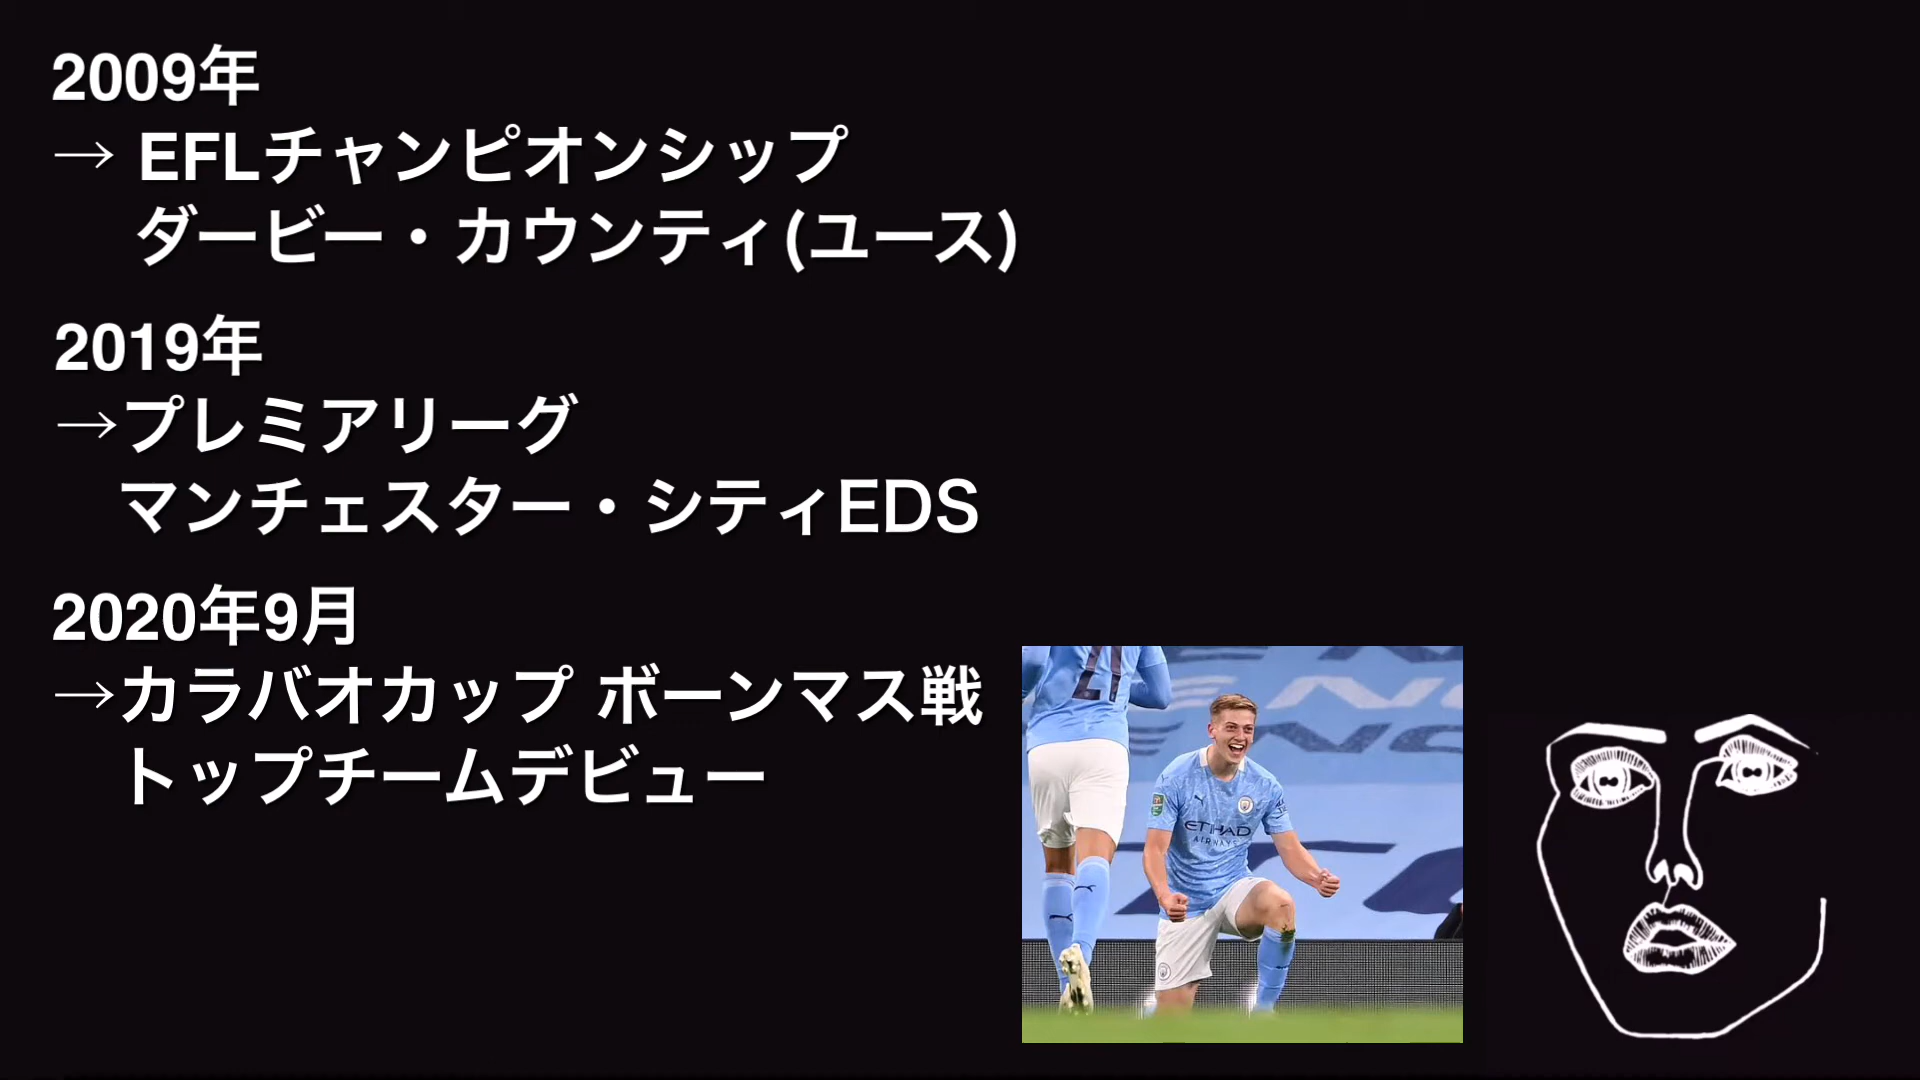 2009年
→ EFLチャンピオンシップ
ダービー・カウンティ(ユース)
2019年
→プレミアリーグ
マンチェスター・シティEDS
2020年9月
→カラバオカップ ボーンマス戦
トップチームデビュー
21
ETIHAD
AIRWAYS